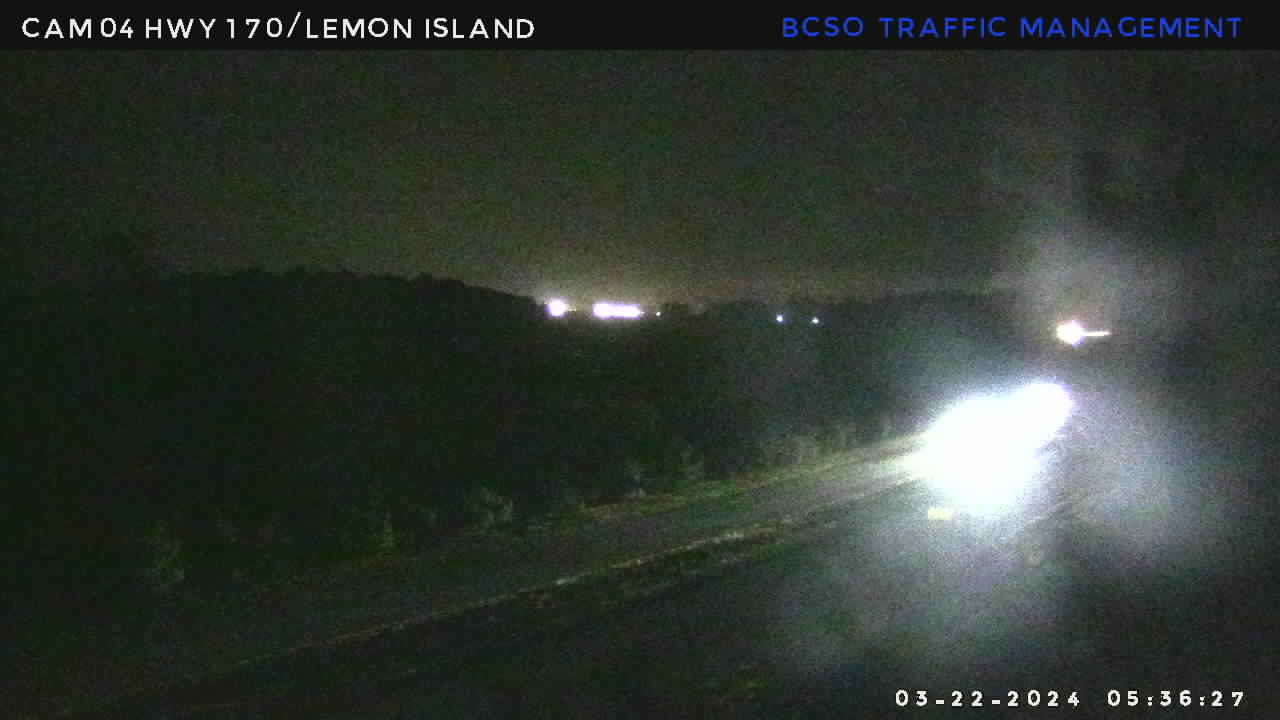 CAM04 HWY 170/LEMON ISLAND
BCSO TRAFFIC MANAGEMENT
03-22-2024 05:36:27